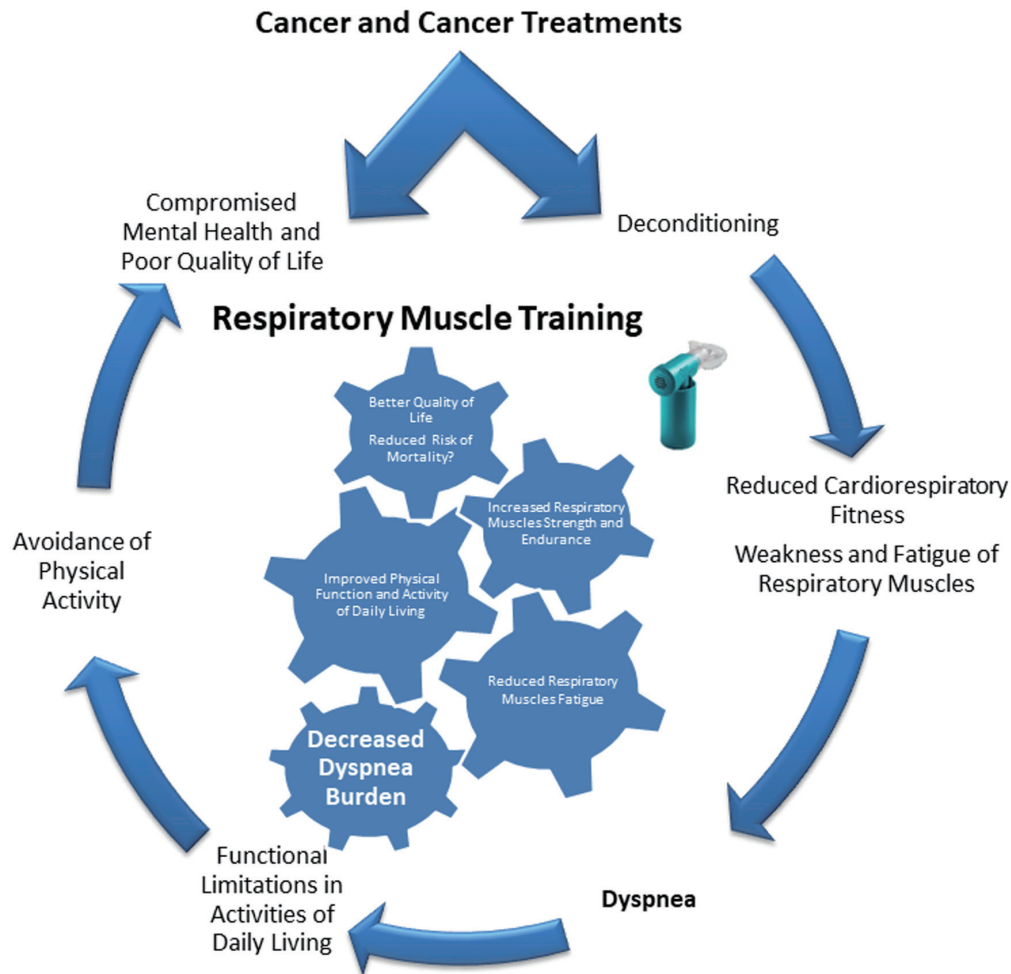 Cancer and Cancer Treatments
Compromised
Mental Health and
Poor Quality of Life
Deconditioning
Respiratory Muscle Training
Better Quality of
Life
Reduced Risk of
Mortality?
Increased Respiratory
Muscles Strength and
Endurance
Reduced Cardiorespiratory
Fitness
Weakness and Fatigue of
Respiratory Muscles
Avoidance of
Physical
Activity
Improved Physical
Function and Activity
of Daily Living
Reduced Respiratory
Muscles Fatigue
Decreased
Dyspnea
Burden
Functional
Limitations in
Activities of
Daily Living
Dyspnea